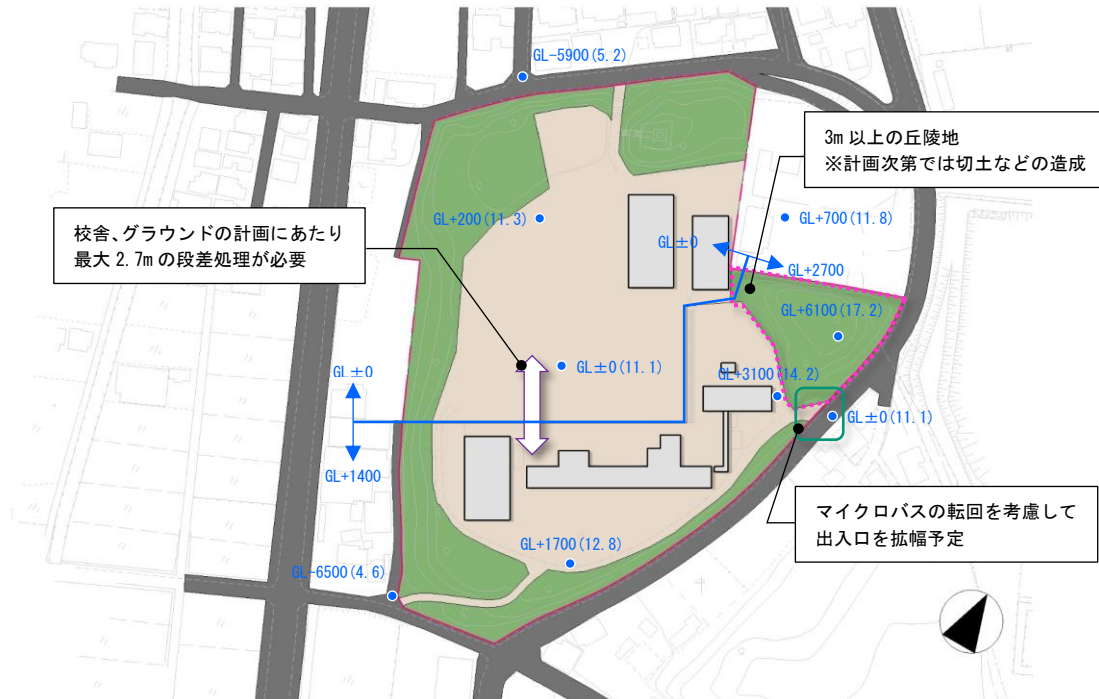 GL-5900(5.2)
3m 以上の丘陵地
※計画次第では切土などの造成
校舎、グラウンドの計画にあたり
最大 2.7m の段差処理が必要
GL+200(11.3)
GL+700(11.8)
GL±0
GL+2700
GL+6100(17.2)
GL±0(11.1)
GL±0
GL+3100(14.2)
GL±0(11.1)
GL+1400
マイクロバスの転回を考慮して
出入口を拡幅予定
GL+1700(12.8)
GL-6500(4.6)